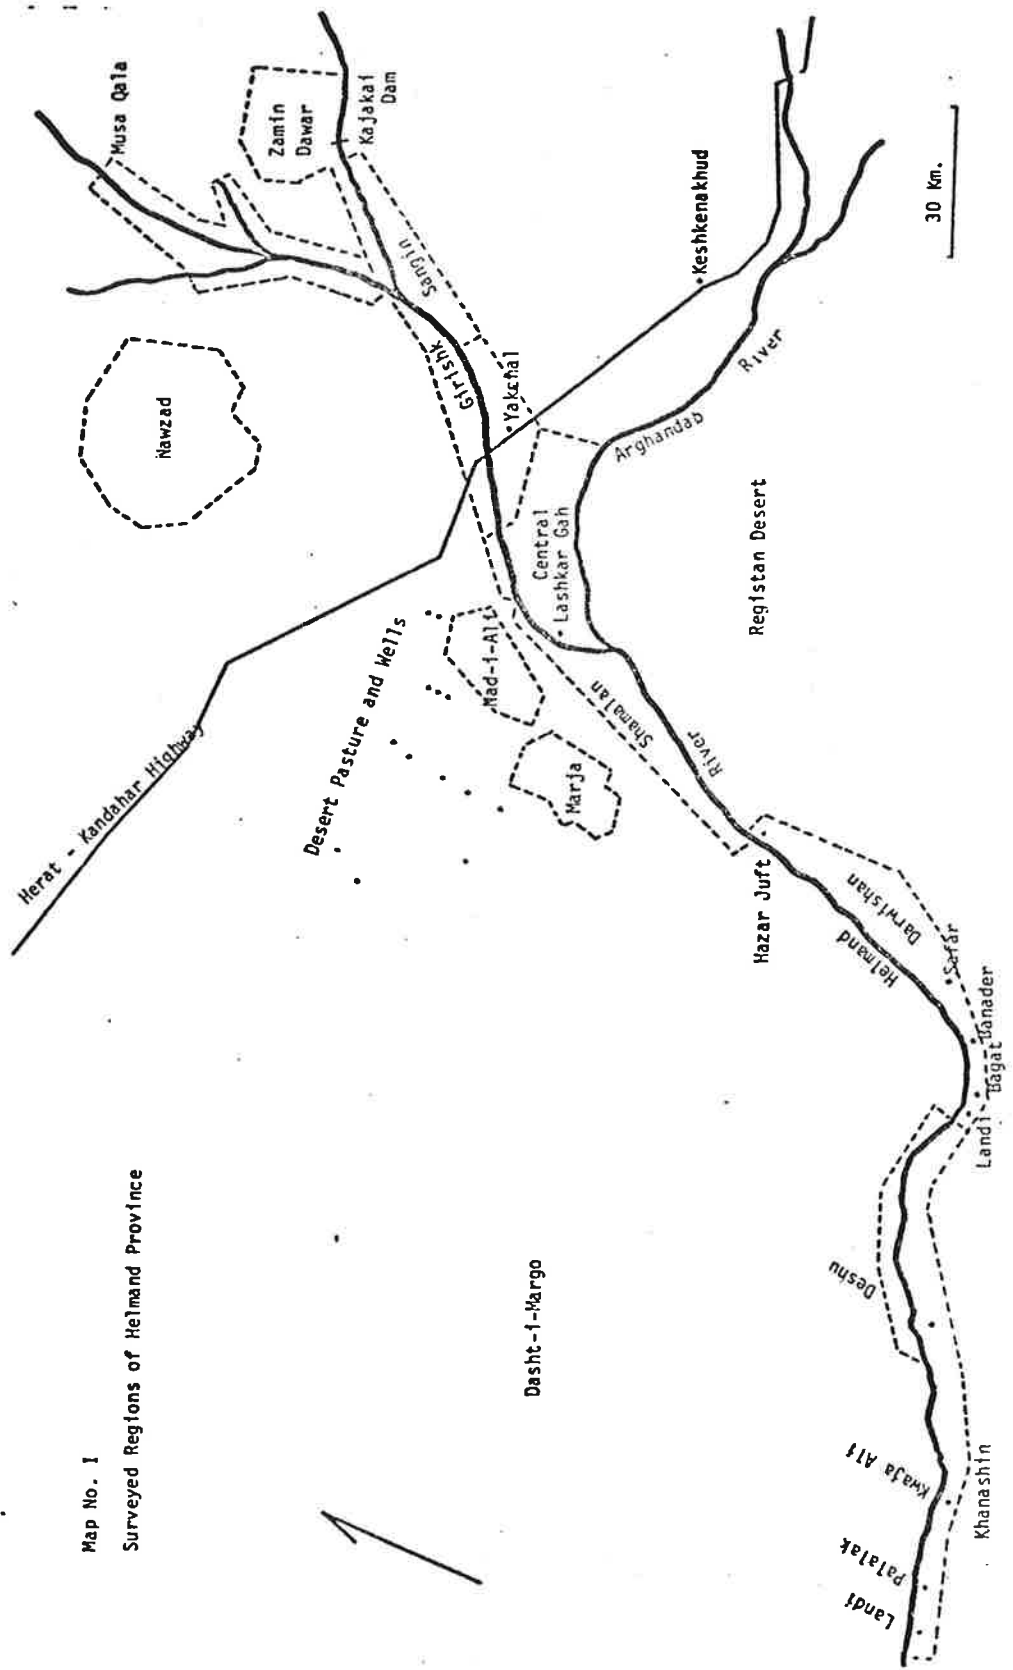 Map No. I
Surveyed Regions of Helmand Province
Herat - Kandahar Highway
Musa Qala
Zamin
Dawar
Kajakai
Dam
Nawzad
Sangin
Girishk
Yakchal
Keshkenakhud
30 Km.
Desert Pasture and Wells
Nad-i-Ali
Marja
Central
Lashkar Gah
Shamalan
Arghandab
River
Registan Desert
River
Helmand
Hazar Juft
Darwishan
Safar
Banader
Bagat
Landi
Dasht-i-Margo
Deshu
Khanashin
Kwaja Ali
Palalak
Landi